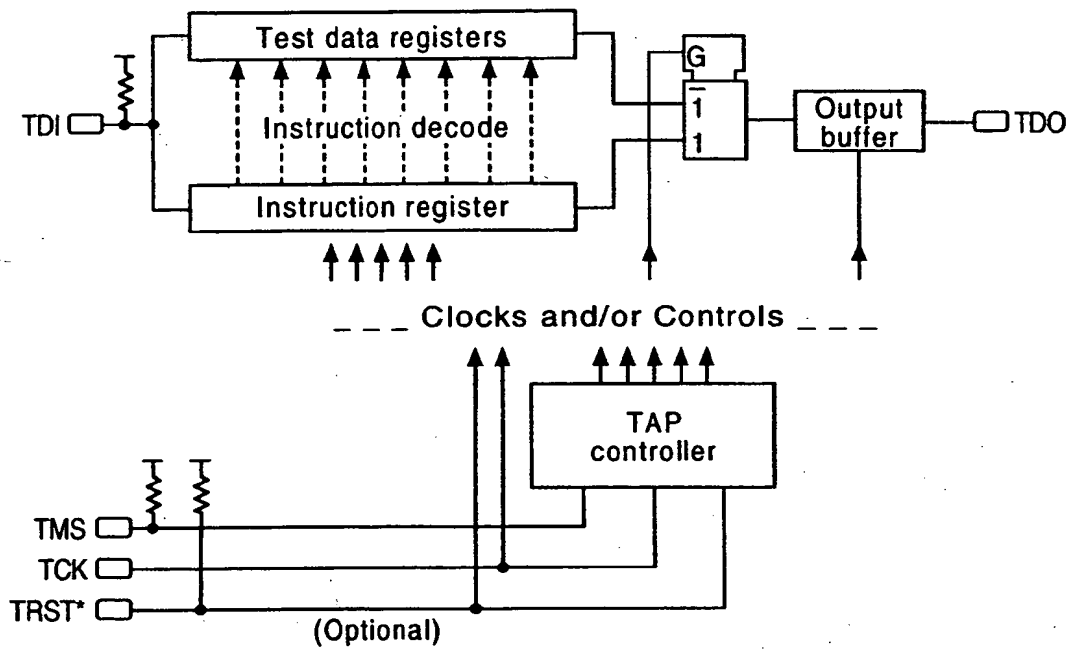 Test data registers
G
1̅
TDI
Instruction decode
Output
buffer
TDO
1
Instruction register
_ _ _ Clocks and/or Controls _ _ _
TAP
controller
TMS
TCK
TRST*
(Optional)